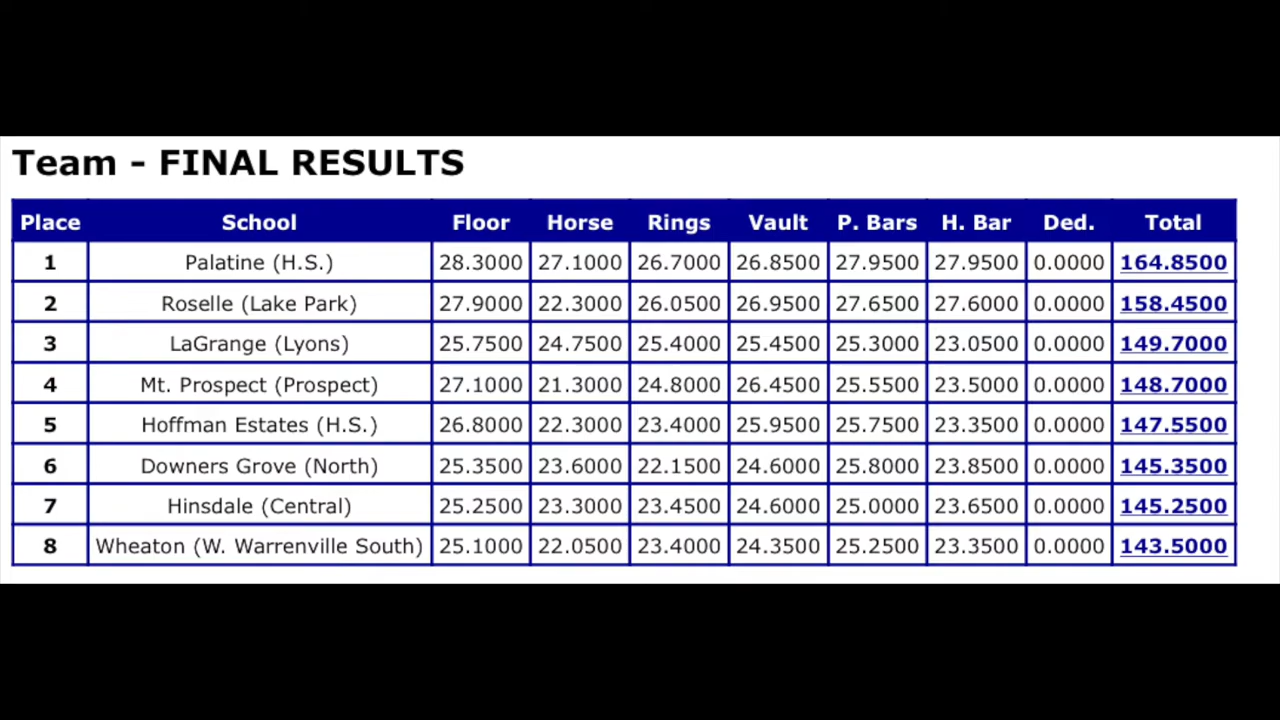 Team - FINAL RESULTS
Place School Floor Horse Rings Vault P. Bars H. Bar Ded. Total
1 Palatine (H.S.) 28.3000 27.1000 26.7000 26.8500 27.9500 27.9500 0.0000 164.8500
2 Roselle (Lake Park) 27.9000 22.3000 26.0500 26.9500 27.6500 27.6000 0.0000 158.4500
3 LaGrange (Lyons) 25.7500 24.7500 25.4000 25.4500 25.3000 23.0500 0.0000 149.7000
4 Mt. Prospect (Prospect) 27.1000 21.3000 24.8000 26.4500 25.5500 23.5000 0.0000 148.7000
5 Hoffman Estates (H.S.) 26.8000 22.3000 23.4000 25.9500 25.7500 23.3500 0.0000 147.5500
6 Downers Grove (North) 25.3500 23.6000 22.1500 24.6000 25.8000 23.8500 0.0000 145.3500
7 Hinsdale (Central) 25.2500 23.3000 23.4500 24.6000 25.0000 23.6500 0.0000 145.2500
8 Wheaton (W. Warrenville South) 25.1000 22.0500 23.4000 24.3500 25.2500 23.3500 0.0000 143.5000